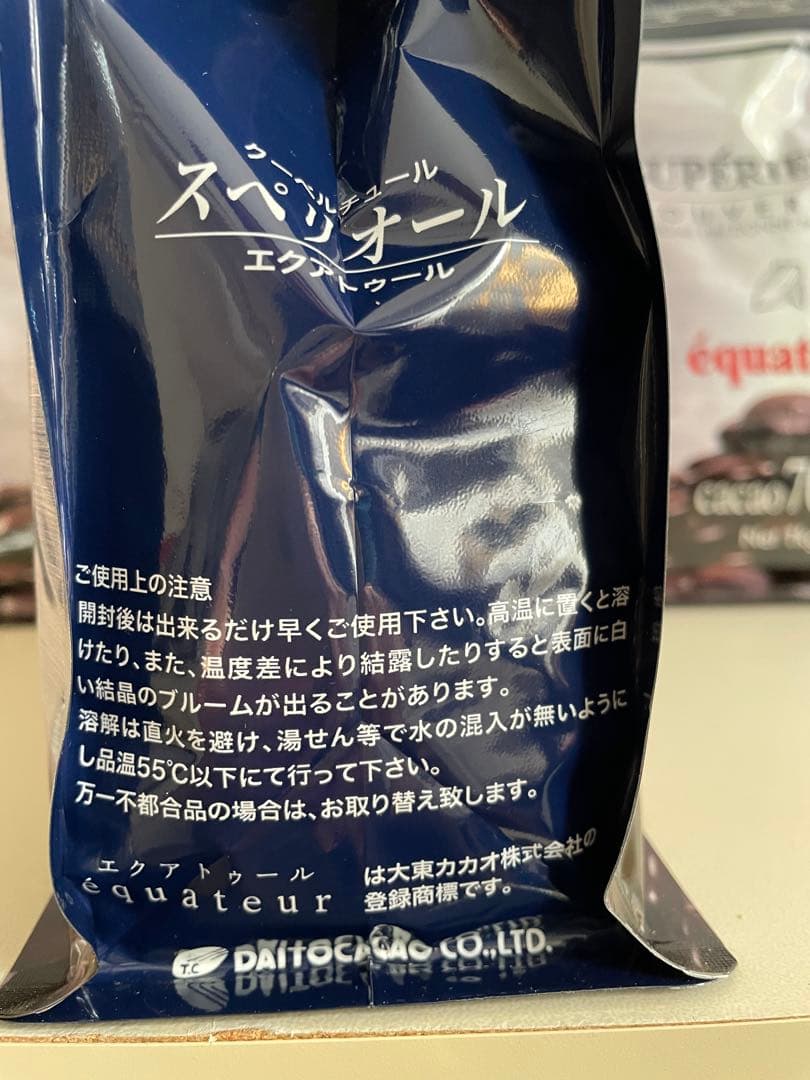 クーベルチュール
スペリオール
エクアトゥール
ご使用上の注意
開封後は出来るだけ早くご使用下さい。高温に置くと溶
けたり、また、温度差により結露したりすると表面に白
い結晶のブルームが出ることがあります。
溶解は直火を避け、湯せん等で水の混入が無いように
し品温55℃以下にて行って下さい。
万一不都合品の場合は、お取り替え致します。
エクアトゥール
équateur
は大東カカオ株式会社の
登録商標です。
T.C DAITOCACAO CO.,LTD.
équat
cacao 7